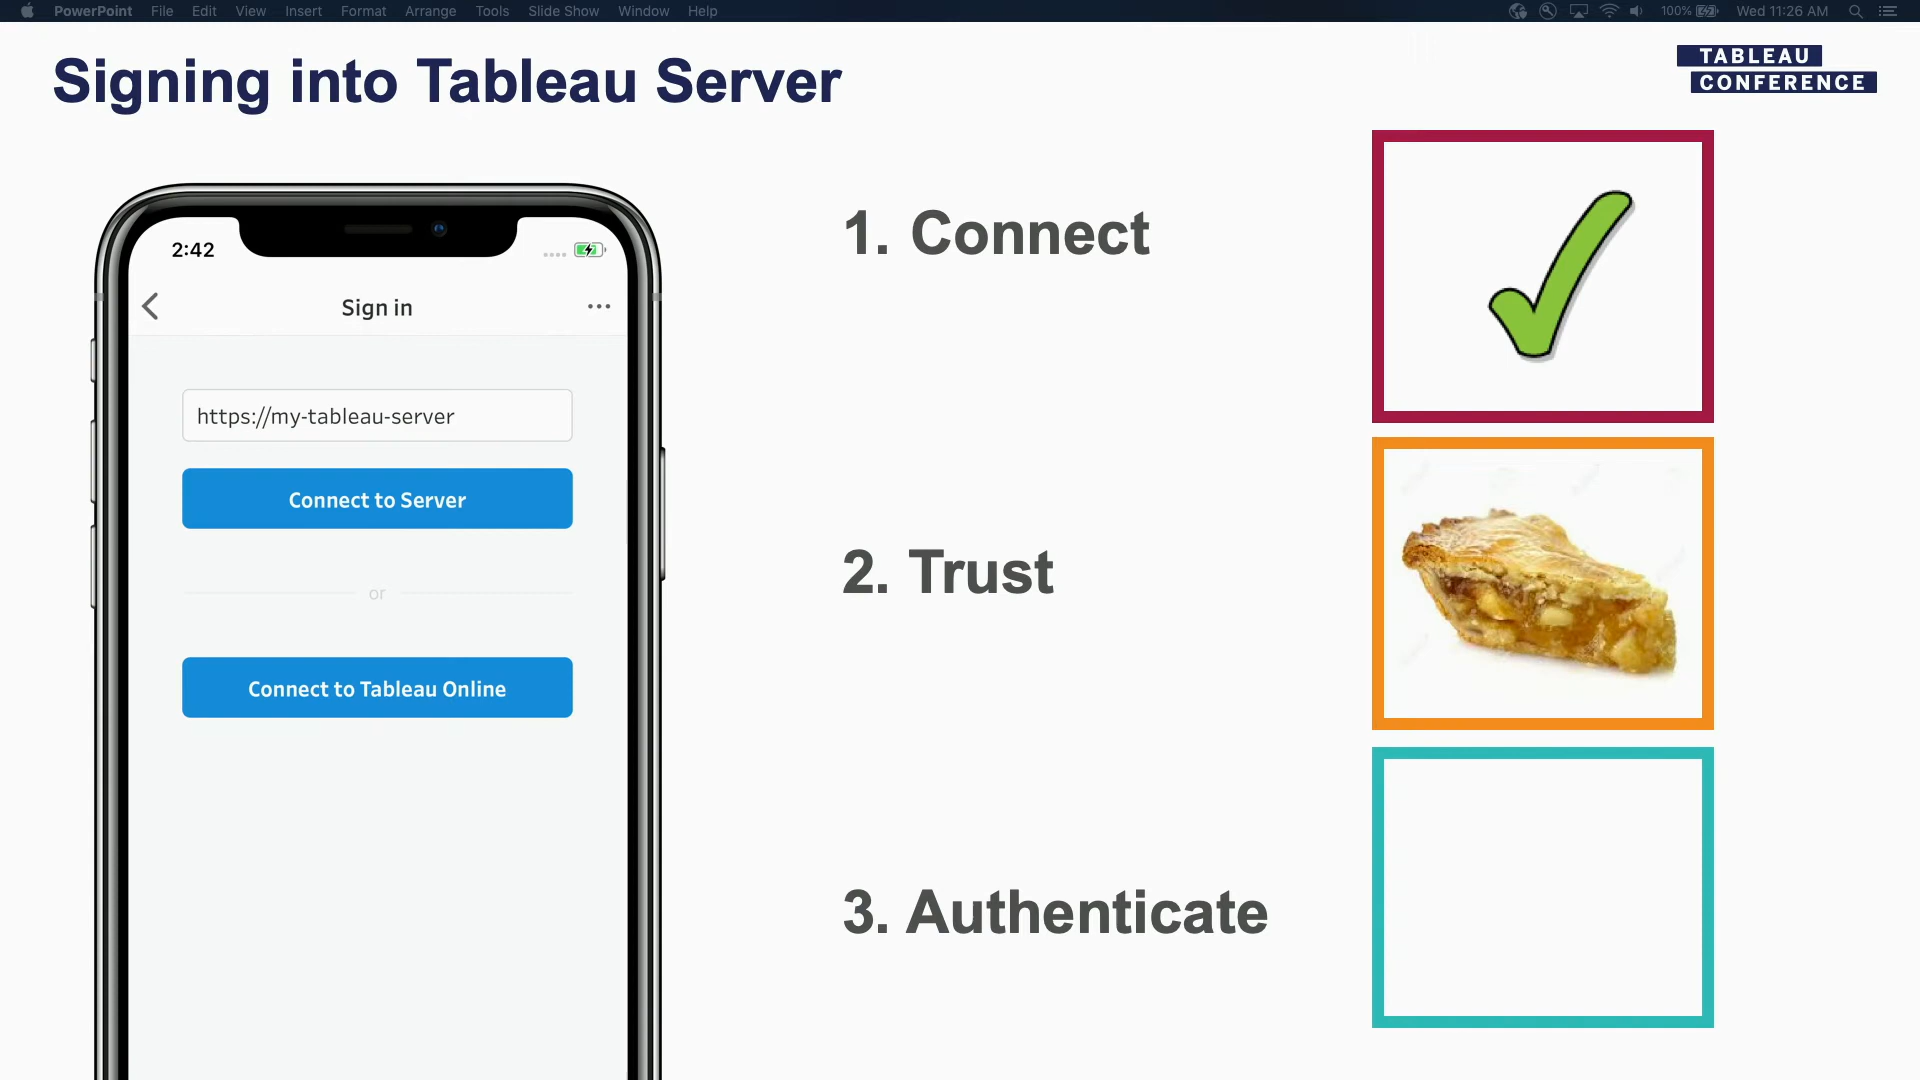 PowerPoint File Edit View Insert Format Arrange Tools Slide Show Window Help 100% Wed 11:26 AM
Signing into Tableau Server
TABLEAU
CONFERENCE
2:42
Sign in
https://my-tableau-server
Connect to Server
or
Connect to Tableau Online
1. Connect
2. Trust
3. Authenticate